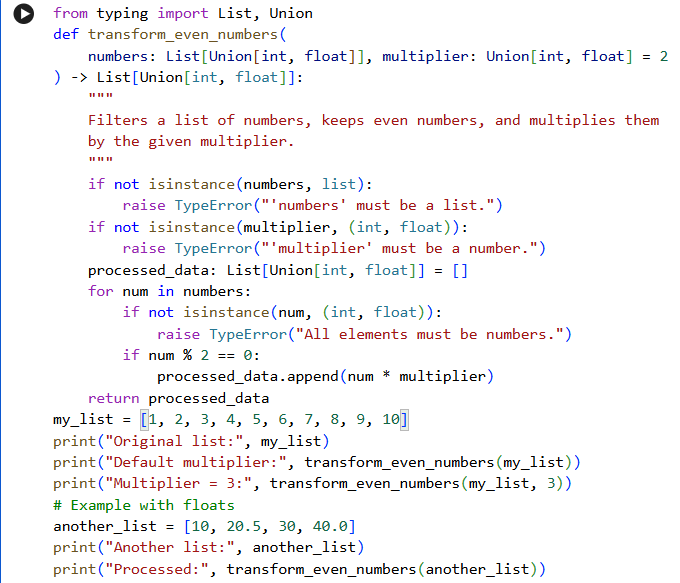 from typing import List, Union
def transform_even_numbers(
    numbers: List[Union[int, float]], multiplier: Union[int, float] = 2
) -> List[Union[int, float]]:
    """
    Filters a list of numbers, keeps even numbers, and multiplies them
    by the given multiplier.
    """
    if not isinstance(numbers, list):
        raise TypeError("'numbers' must be a list.")
    if not isinstance(multiplier, (int, float)):
        raise TypeError("'multiplier' must be a number.")
    processed_data: List[Union[int, float]] = []
    for num in numbers:
        if not isinstance(num, (int, float)):
            raise TypeError("All elements must be numbers.")
        if num % 2 == 0:
            processed_data.append(num * multiplier)
    return processed_data
my_list = [1, 2, 3, 4, 5, 6, 7, 8, 9, 10]
print("Original list:", my_list)
print("Default multiplier:", transform_even_numbers(my_list))
print("Multiplier = 3:", transform_even_numbers(my_list, 3))
# Example with floats
another_list = [10, 20.5, 30, 40.0]
print("Another list:", another_list)
print("Processed:", transform_even_numbers(another_list))